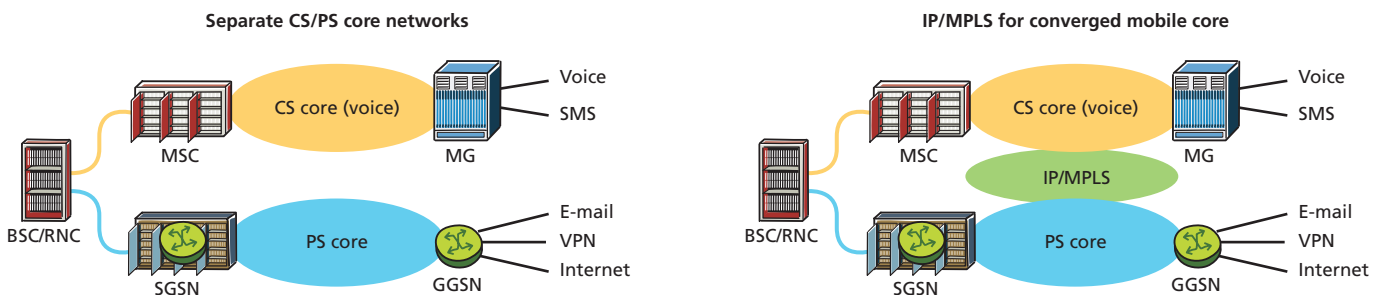 Separate CS/PS core networks
CS core (voice)
Voice
SMS
MSC
MG
BSC/RNC
PS core
E-mail
VPN
Internet
SGSN
GGSN
IP/MPLS for converged mobile core
CS core (voice)
Voice
SMS
MSC
MG
IP/MPLS
BSC/RNC
PS core
E-mail
VPN
Internet
SGSN
GGSN